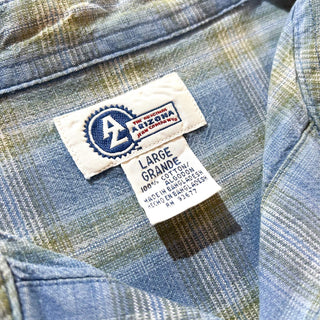 AZ
THE ORIGINAL
ARIZONA
JEAN COMPANY
LARGE
GRANDE
100% COTTON/
ALGODON
MADE IN BANGLADESH
HECHO EN BANGLADESH
RN 93677